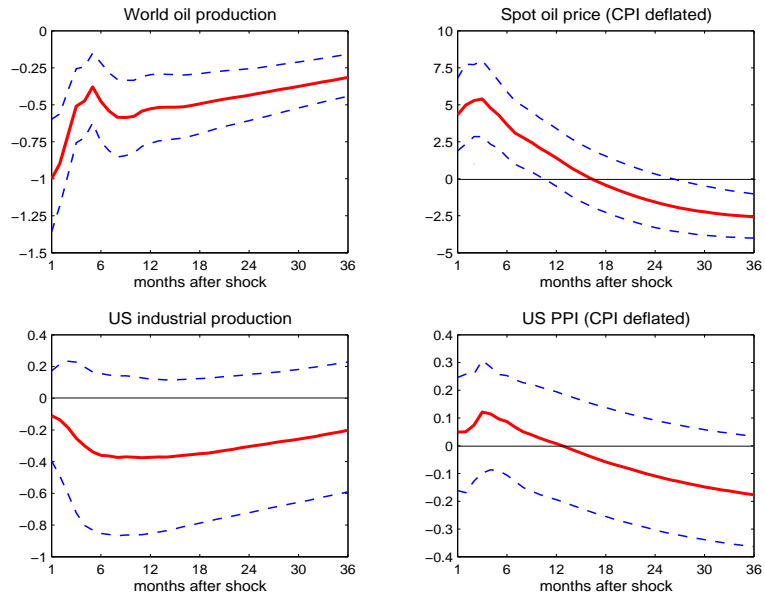 World oil production
0
−0.25
−0.5
−0.75
−1
−1.25
−1.5
1 6 12 18 24 30 36
months after shock
Spot oil price (CPI deflated)
10
7.5
5
2.5
0
−2.5
−5
1 6 12 18 24 30 36
months after shock
US industrial production
0.4
0.2
0
−0.2
−0.4
−0.6
−0.8
−1
1 6 12 18 24 30 36
months after shock
US PPI (CPI deflated)
0.4
0.3
0.2
0.1
0
−0.1
−0.2
−0.3
−0.4
1 6 12 18 24 30 36
months after shock